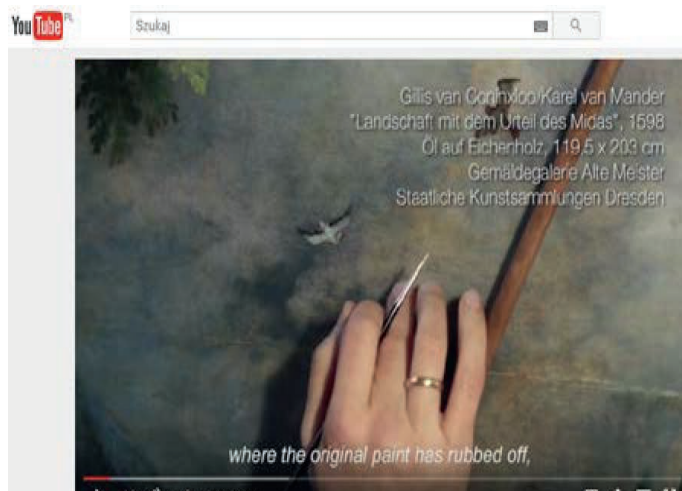 YouTube PL
Szukaj
Gillis van Coninxloo/Karel van Mander
"Landschaft mit dem Urteil des Midas", 1598
Öl auf Eichenholz, 119,5 x 203 cm
Gemäldegalerie Alte Meister
Staatliche Kunstsammlungen Dresden
where the original paint has rubbed off,